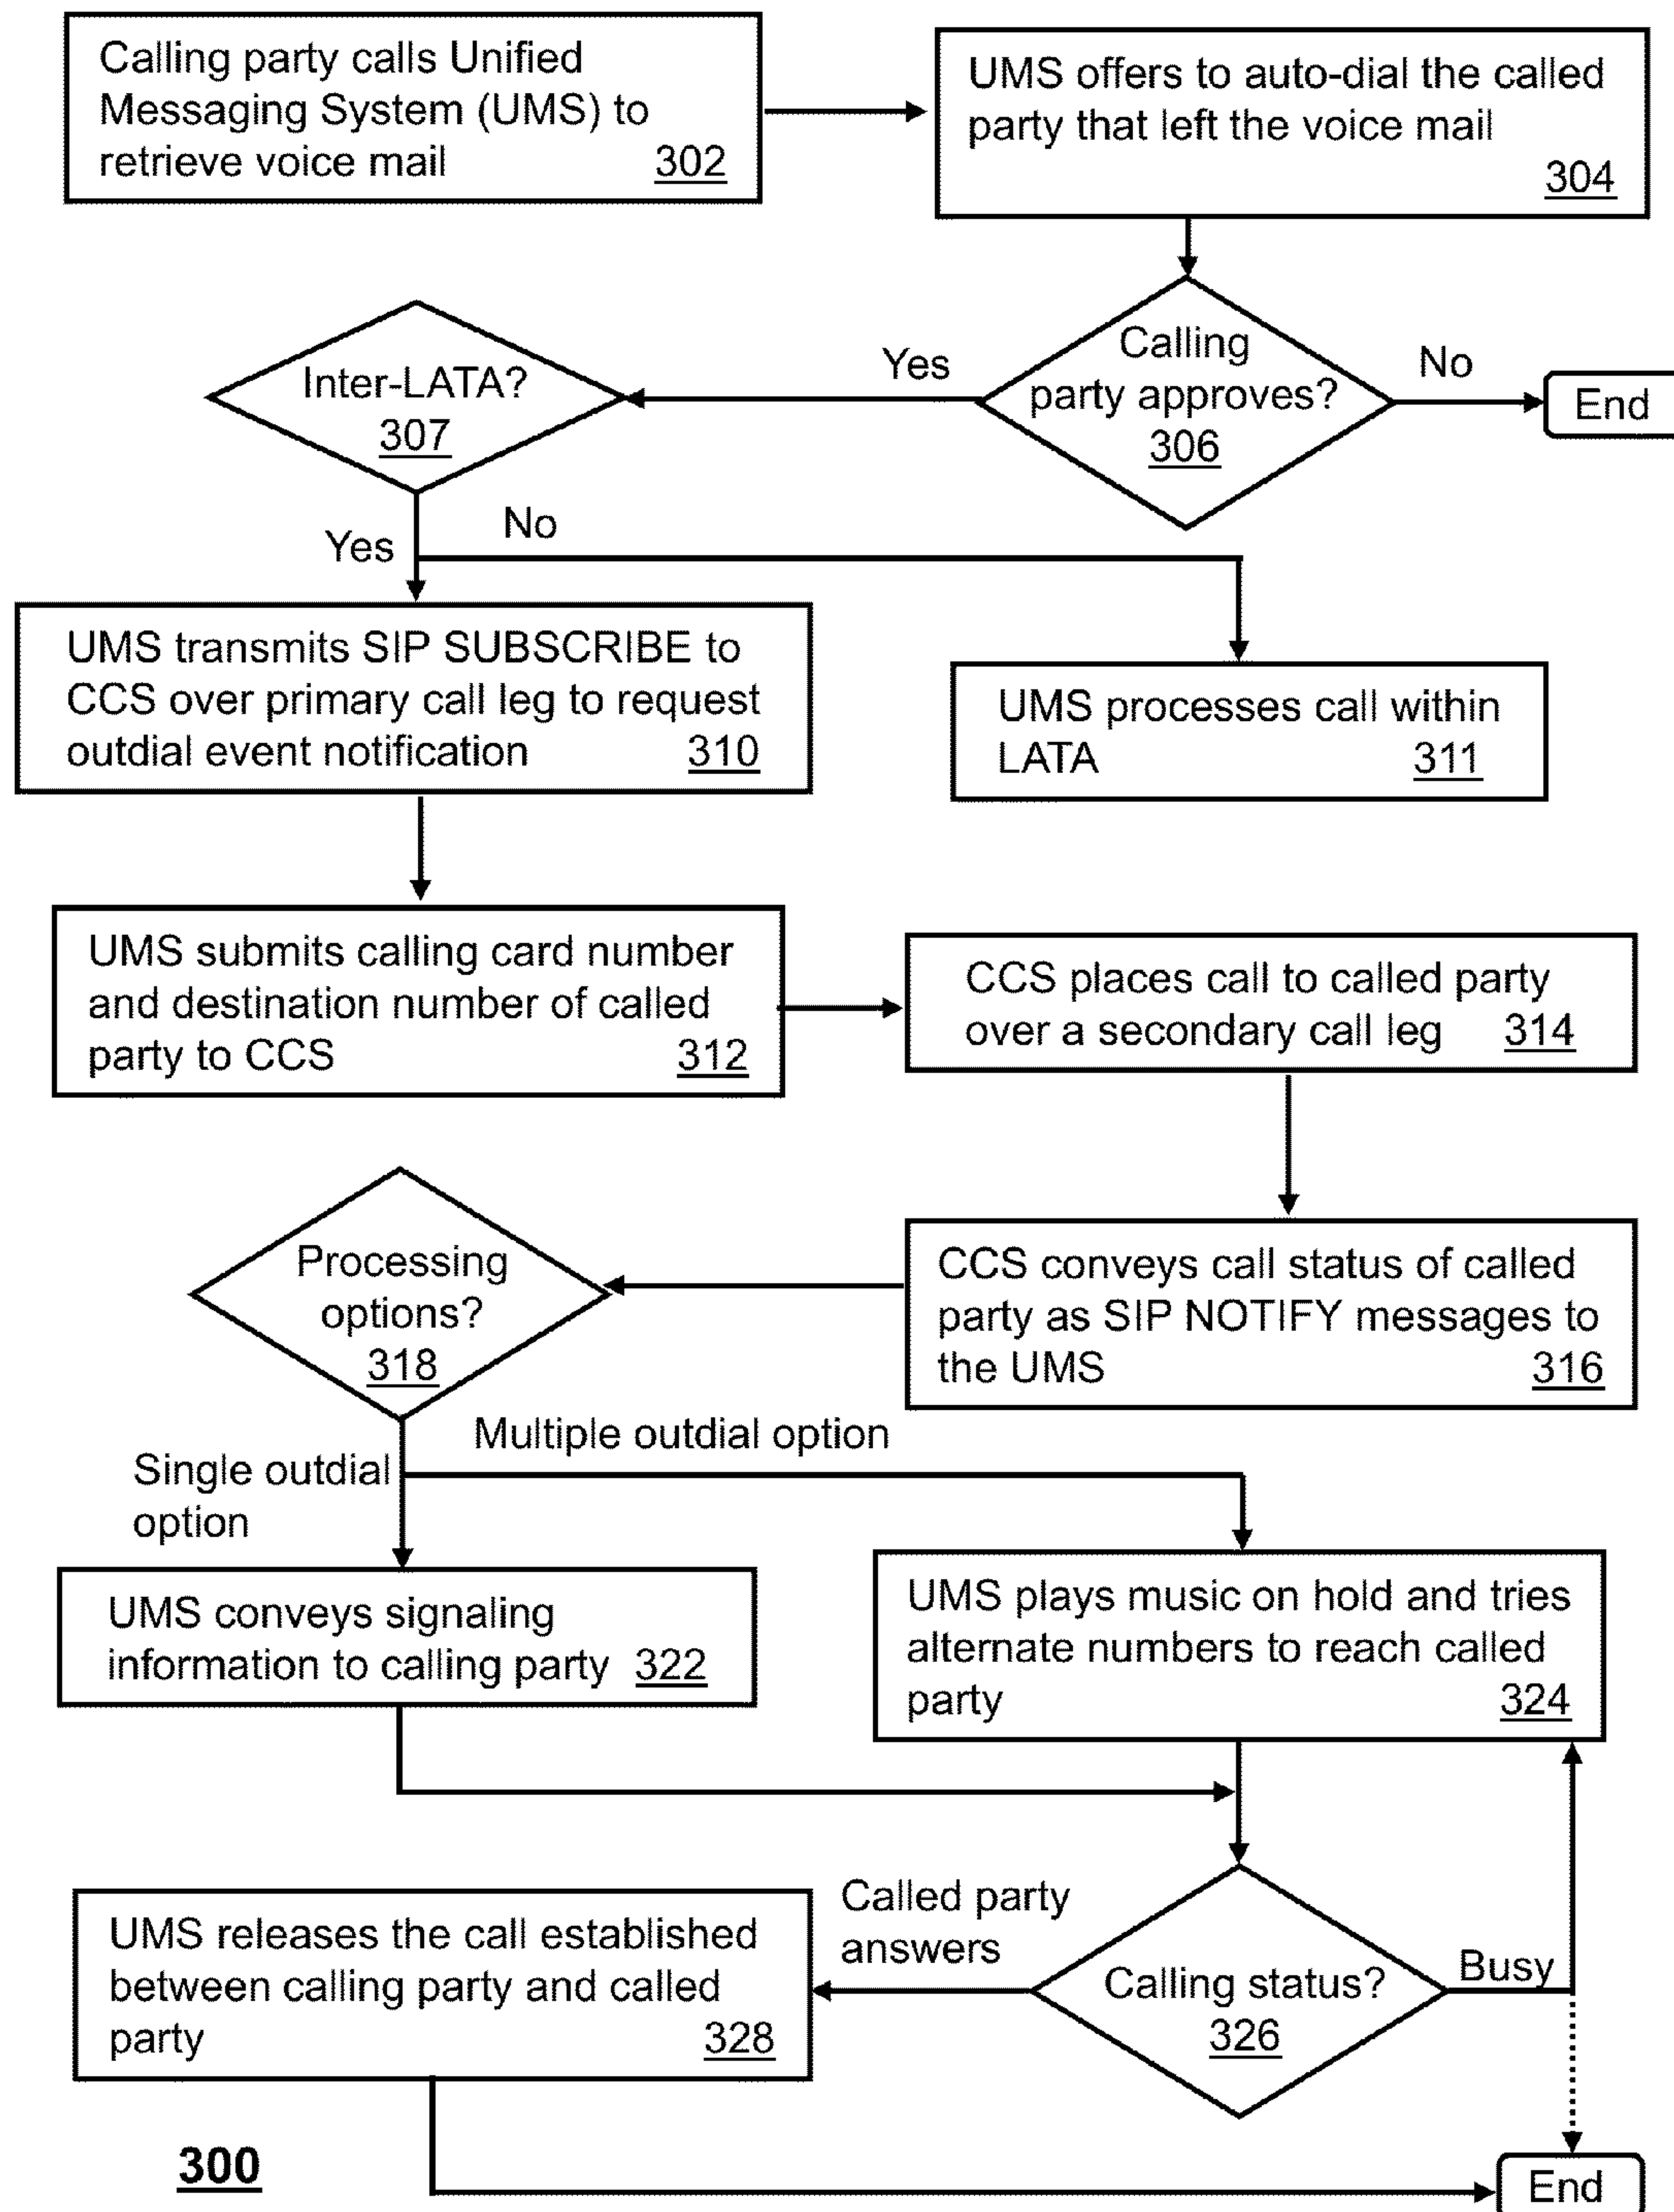 Calling party calls Unified
Messaging System (UMS) to
retrieve voice mail 302
UMS offers to auto-dial the called
party that left the voice mail
304
Calling
party approves?
306
Yes
No
End
Inter-LATA?
307
Yes
No
UMS transmits SIP SUBSCRIBE to
CCS over primary call leg to request
outdial event notification 310
UMS processes call within
LATA 311
UMS submits calling card number
and destination number of called
party to CCS 312
CCS places call to called party
over a secondary call leg 314
CCS conveys call status of called
party as SIP NOTIFY messages to
the UMS 316
Processing
options?
318
Multiple outdial option
Single outdial
option
UMS conveys signaling
information to calling party 322
UMS plays music on hold and tries
alternate numbers to reach called
party 324
Calling status?
326
Called party
answers
Busy
UMS releases the call established
between calling party and called
party 328
300
End